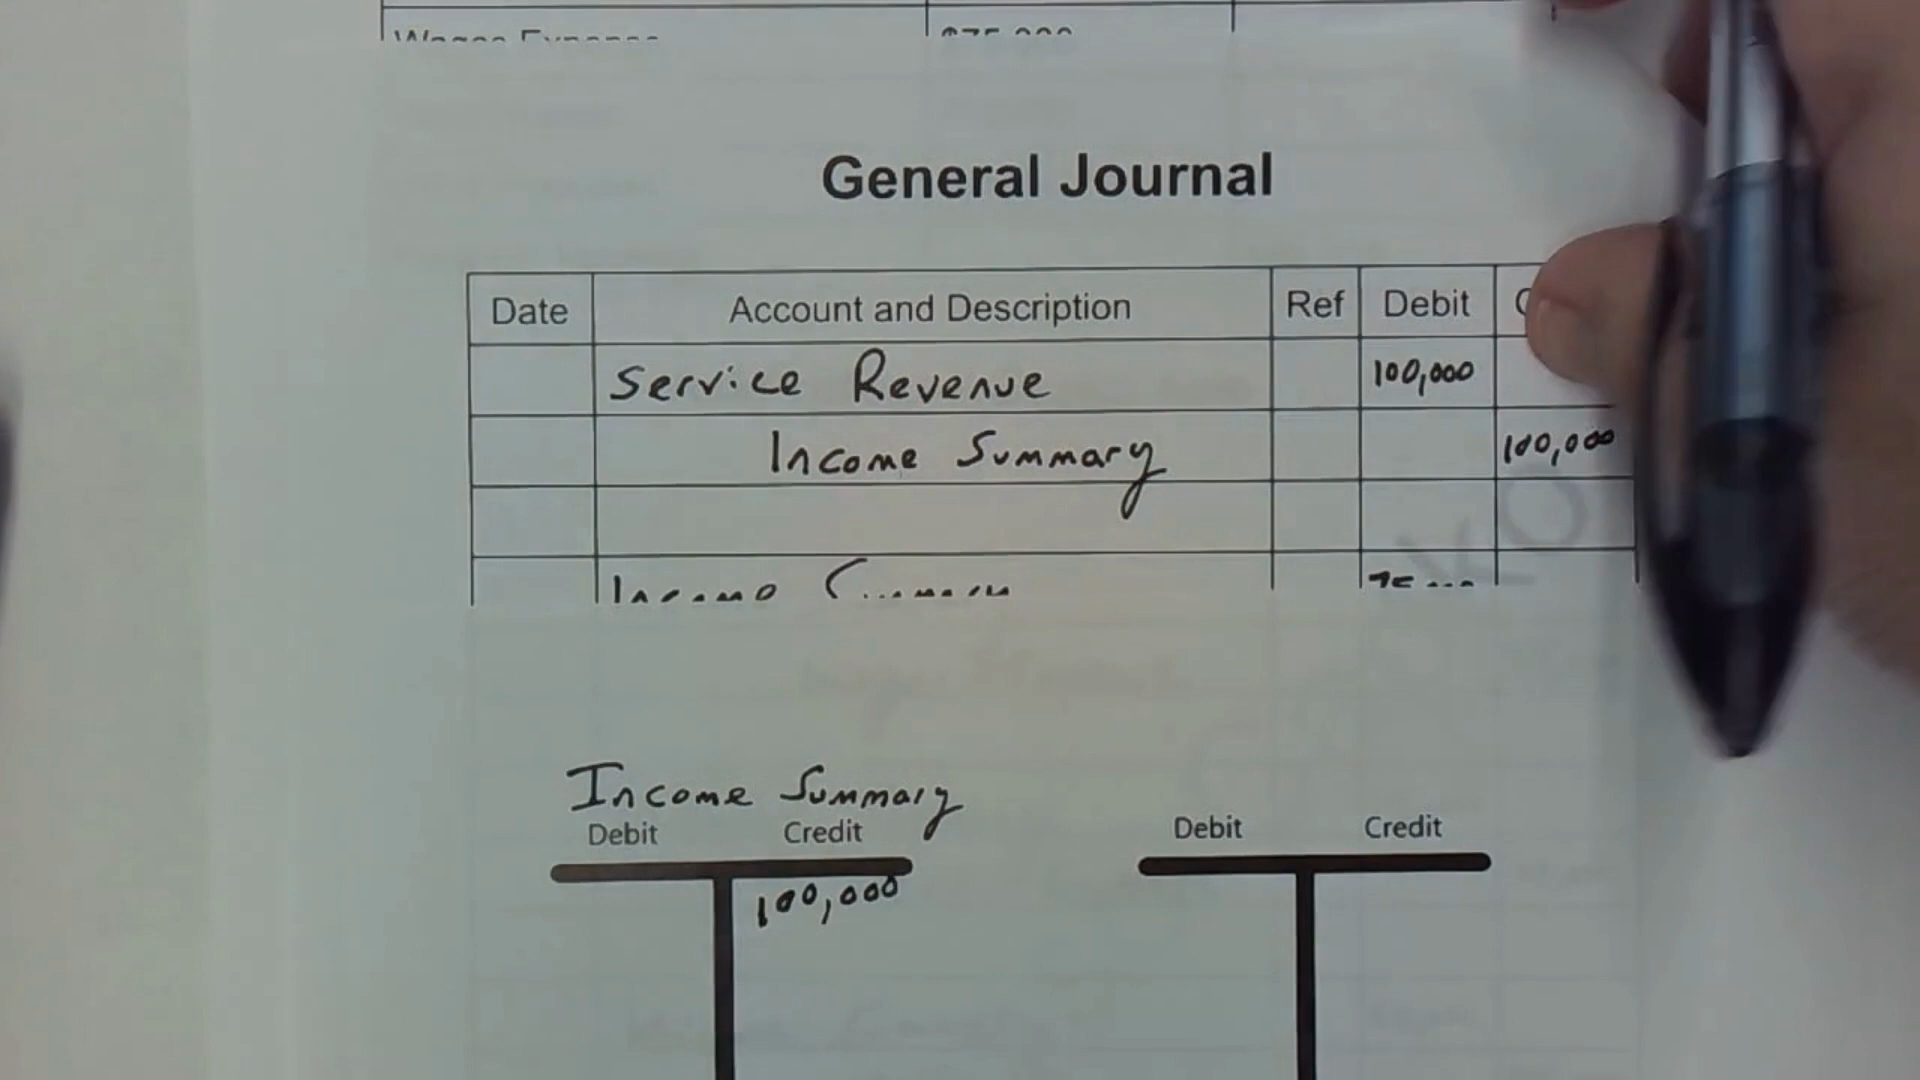 General Journal
Date Account and Description Ref Debit
Service Revenue 100,000
Income Summary 100,000
Income Summary
Debit Credit
100,000
Debit Credit